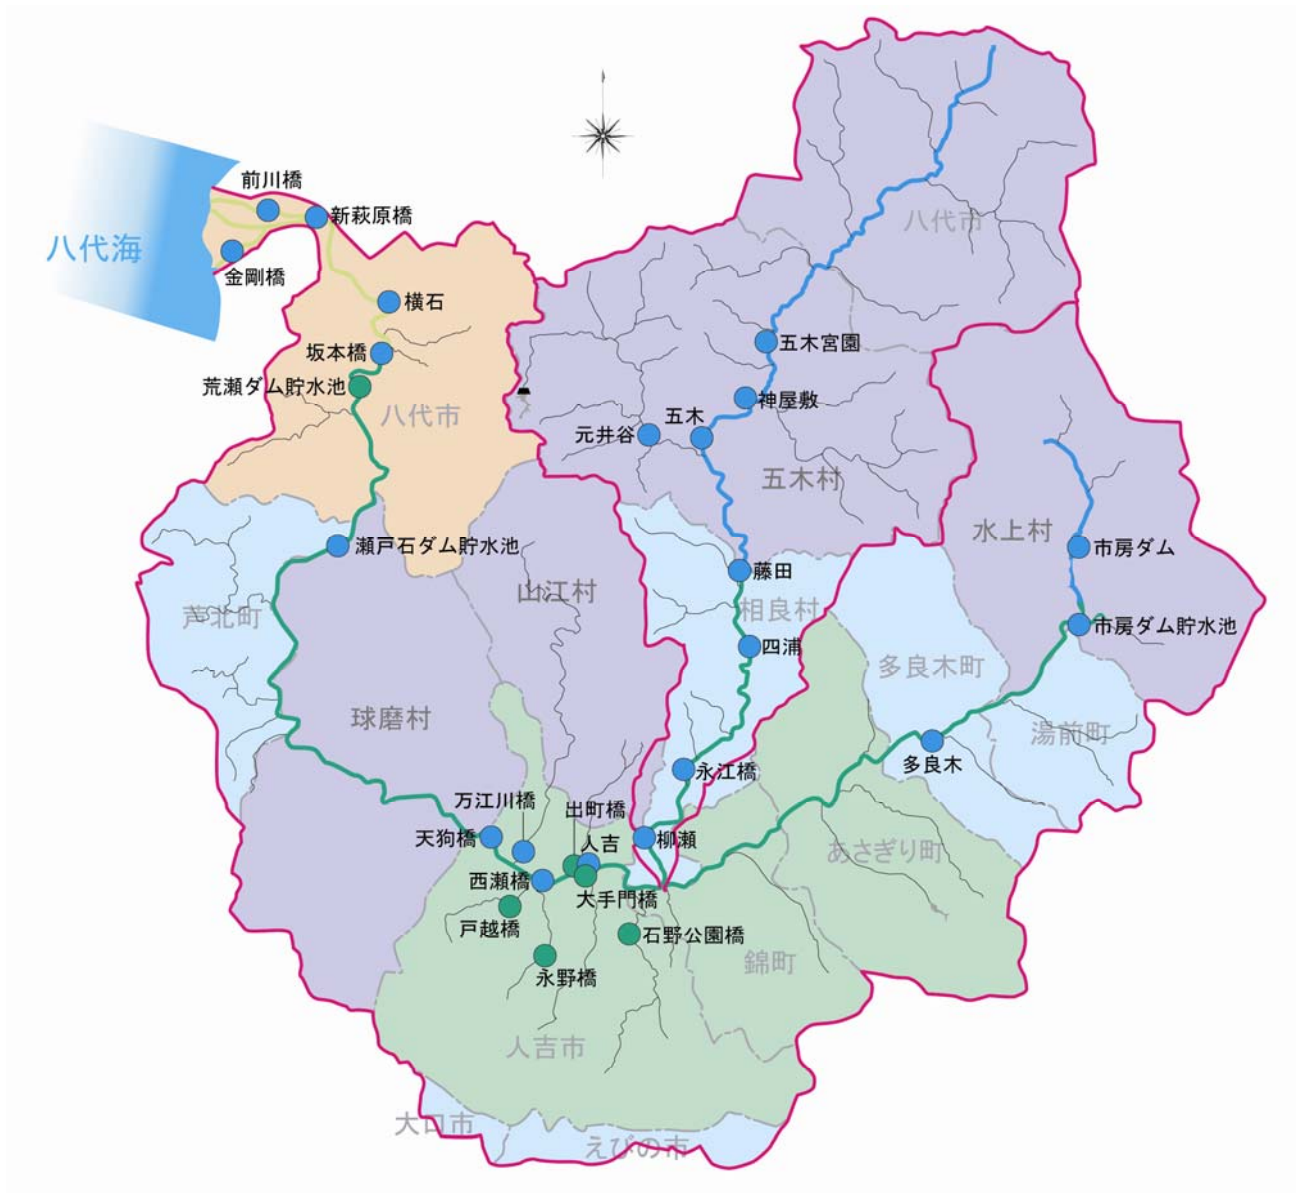 八代市
前川橋
新萩原橋
八代海
金剛橋
横石
五木宮園
坂本橋
荒瀬ダム貯水池
八代市
神屋敷
五木
元井谷
五木村
水上村
瀬戸石ダム貯水池
市房ダム
藤田
山江村
相良村
芦北町
市房ダム貯水池
四浦
多良木町
球磨村
湯前町
多良木
永江橋
万江川橋
出町橋
天狗橋
人吉
柳瀬
あさぎり町
西瀬橋
大手門橋
戸越橋
石野公園橋
錦町
永野橋
人吉市
大口市
えびの市